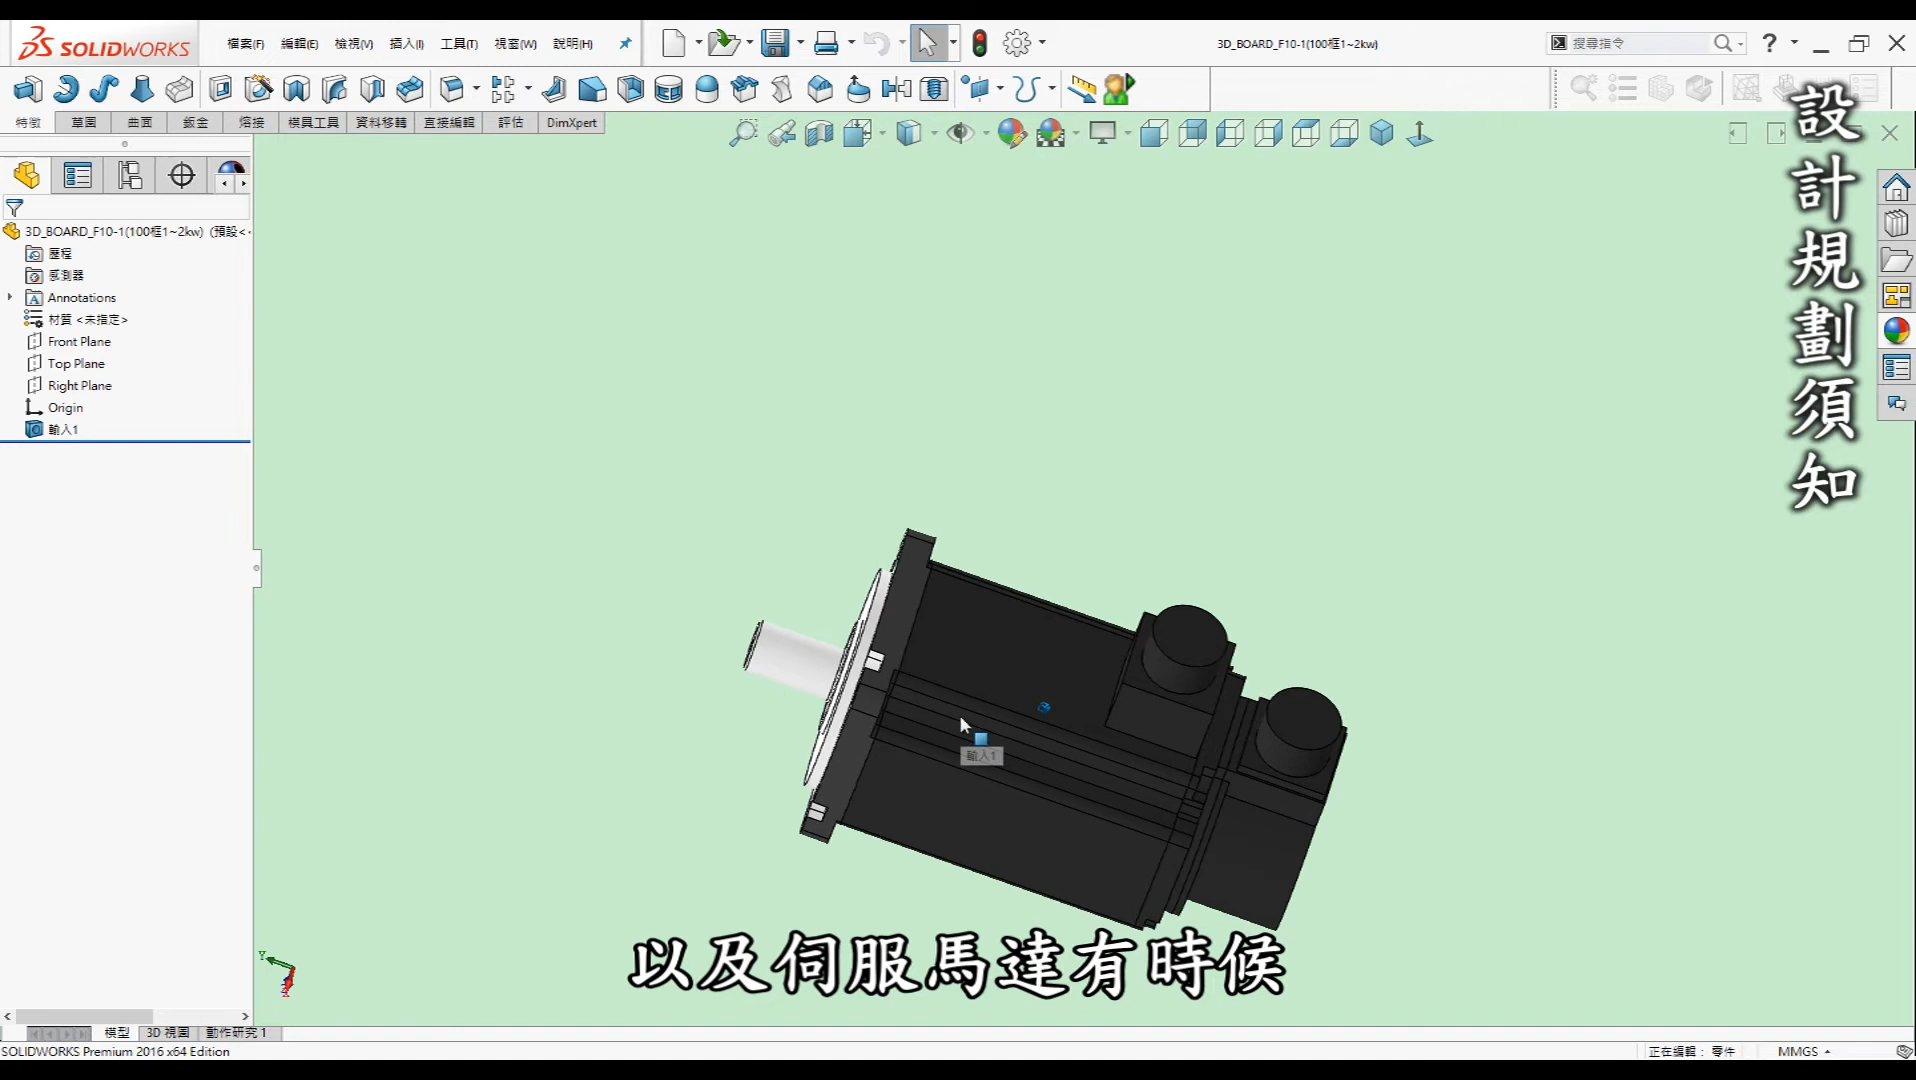 SOLIDWORKS
檔案(F) 編輯(E) 檢視(V) 插入(I) 工具(T) 視窗(W) 說明(H)
3D_BOARD_F10-1(100框1~2kw)
搜尋指令
特徵 草圖 曲面 鈑金 熔接 模具工具 資料移轉 直接編輯 評估 DimXpert
3D_BOARD_F10-1(100框1~2kw) (預設<
歷程
感測器
Annotations
材質 <未指定>
Front Plane
Top Plane
Right Plane
Origin
輸入1
設計規劃須知
輸入1
以及伺服馬達有時候
Y
模型 3D 視圖 動作研究 1
SOLIDWORKS Premium 2016 x64 Edition
正在編輯： 零件
MMGS